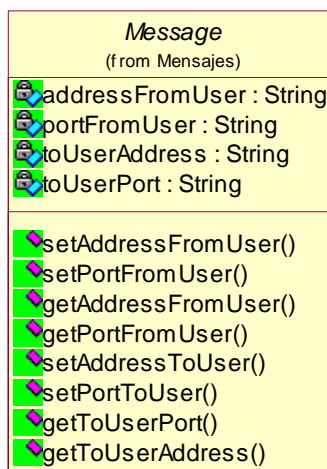 Message
(from Mensajes)
addressFromUser : String
portFromUser : String
toUserAddress : String
toUserPort : String
setAddressFromUser()
setPortFromUser()
getAddressFromUser()
getPortFromUser()
setAddressToUser()
setPortToUser()
getToUserPort()
getToUserAddress()